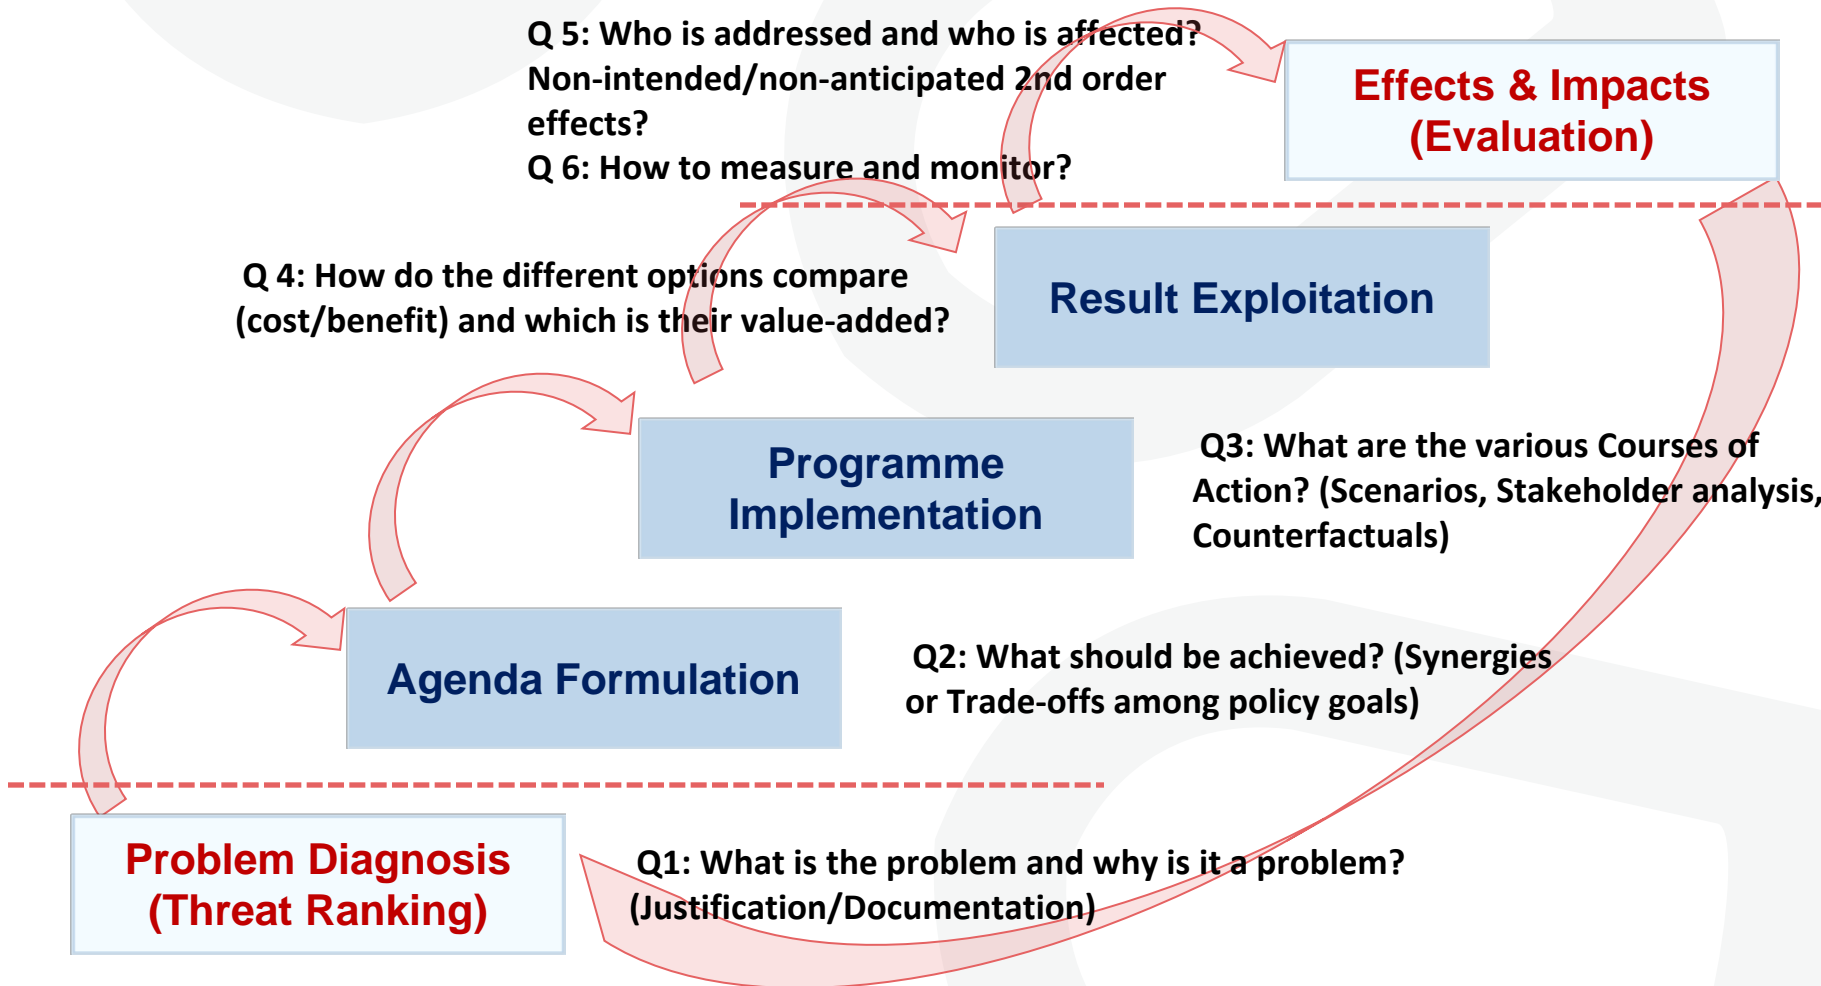 Q 5: Who is addressed and who is affected?
Non-intended/non-anticipated 2nd order
effects?
Q 6: How to measure and monitor?
Effects & Impacts
(Evaluation)
Q 4: How do the different options compare
(cost/benefit) and which is their value-added?
Result Exploitation
Programme
Implementation
Q3: What are the various Courses of
Action? (Scenarios, Stakeholder analysis,
Counterfactuals)
Agenda Formulation
Q2: What should be achieved? (Synergies
or Trade-offs among policy goals)
Problem Diagnosis
(Threat Ranking)
Q1: What is the problem and why is it a problem?
(Justification/Documentation)